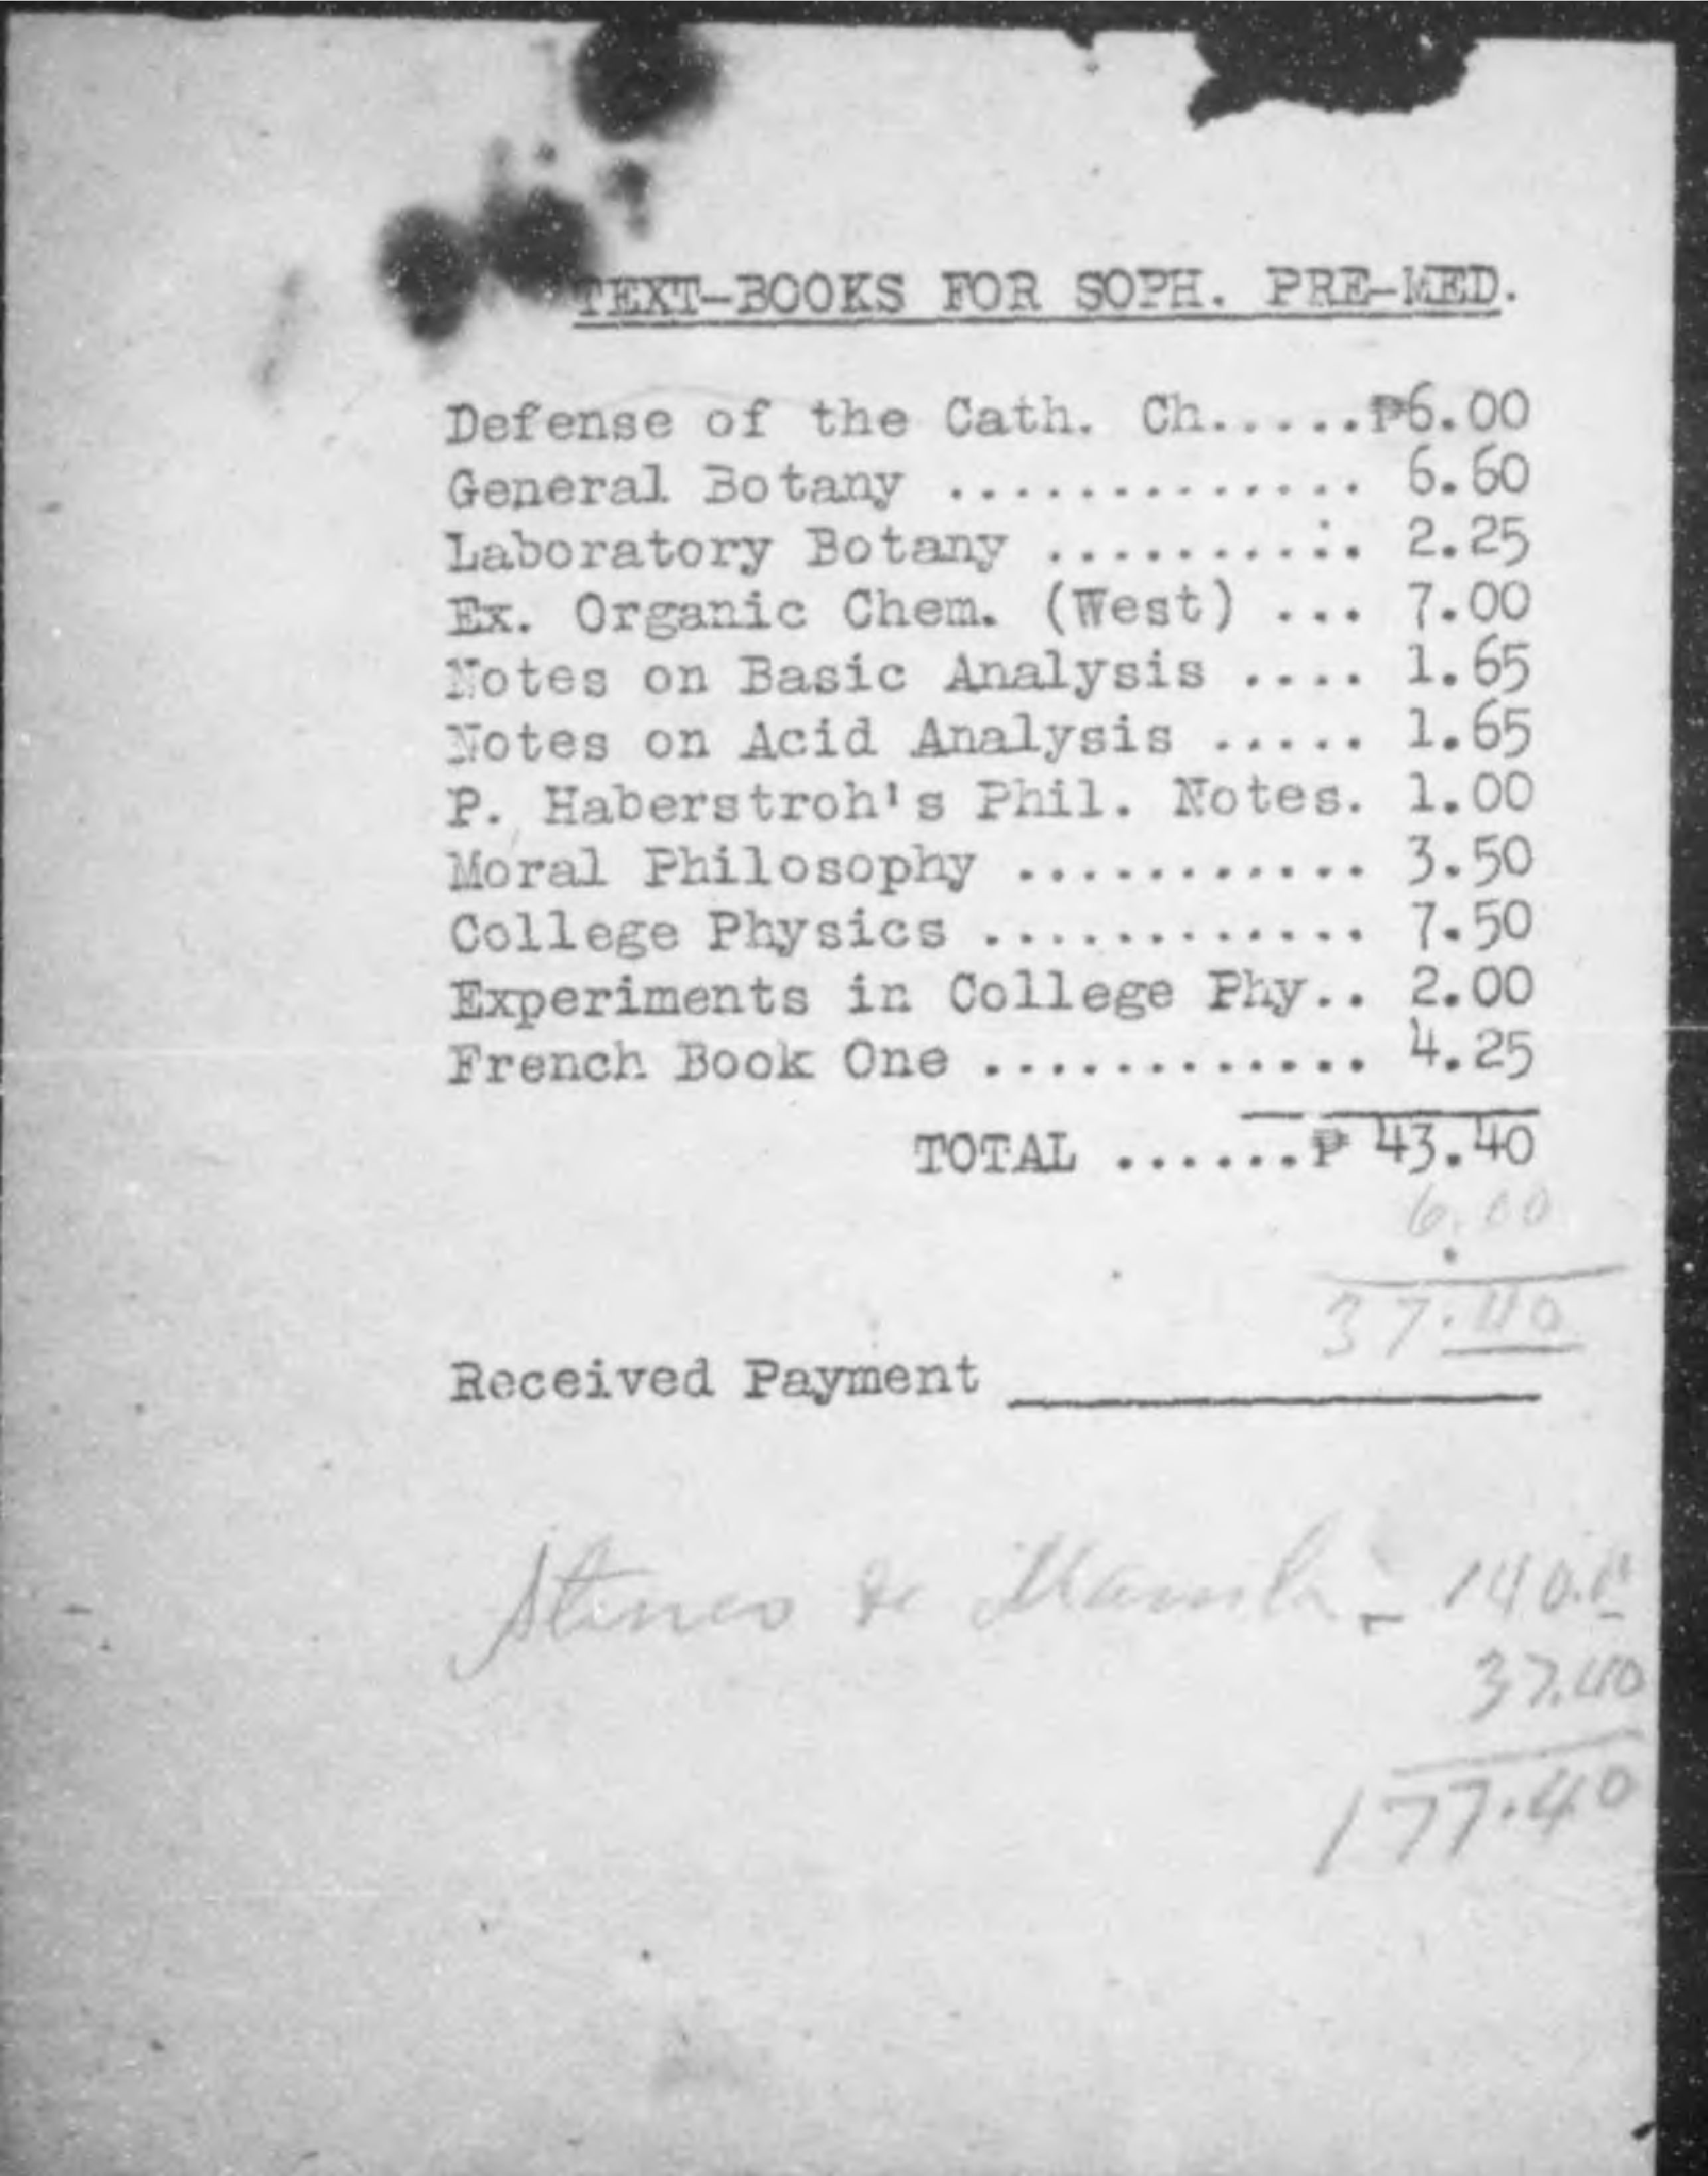 TEXT-BOOKS FOR SOPH. PRE-MED.
Defense of the Cath. Ch.....₱6.00
General Botany ............. 6.60
Laboratory Botany .......... 2.25
Ex. Organic Chem. (West) ... 7.00
Notes on Basic Analysis .... 1.65
Notes on Acid Analysis ..... 1.65
P. Haberstroh's Phil. Notes. 1.00
Moral Philosophy ........... 3.50
College Physics ............ 7.50
Experiments in College Phy.. 2.00
French Book One ............ 4.25
TOTAL ......₱ 43.40
6.00
37.40
Received Payment
Ateneo de Manila - 140.
37.40
177.40